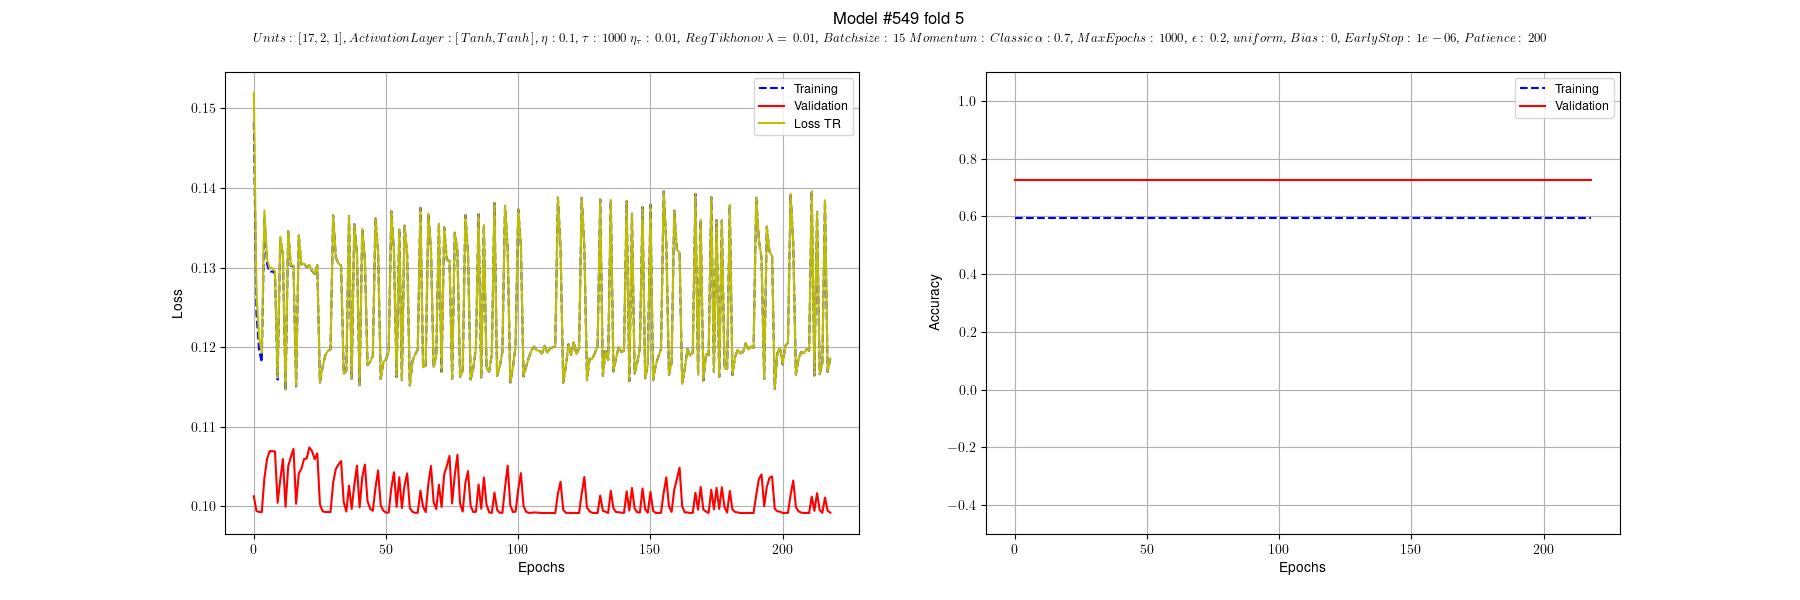 Model #549 fold 5
Units : [17, 2, 1], ActivationLayer : [Tanh, Tanh], η : 0.1, τ : 1000 η_τ : 0.01, RegTikhonov λ = 0.01, Batchsize : 15 Momentum : Classic α : 0.7, MaxEpochs : 1000, ϵ : 0.2, uniform, Bias : 0, EarlyStop : 1e − 06, Patience : 200
Loss
0.15
0.14
0.13
0.12
0.11
0.10
Training
Validation
Loss TR
0
50
100
150
200
Epochs
Accuracy
1.0
0.8
0.6
0.4
0.2
0.0
−0.2
−0.4
Training
Validation
0
50
100
150
200
Epochs